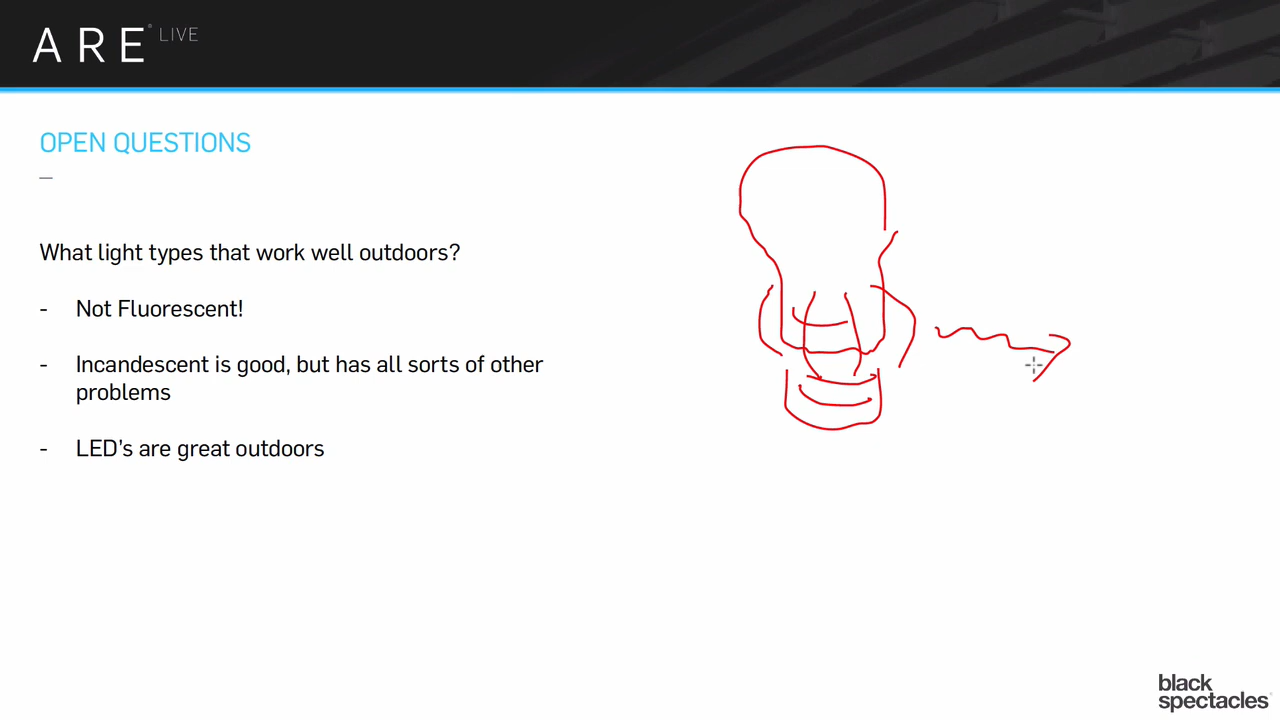 ARE® LIVE
OPEN QUESTIONS
—
What light types that work well outdoors?
- Not Fluorescent!
- Incandescent is good, but has all sorts of other
problems
- LED's are great outdoors
black
spectacles®